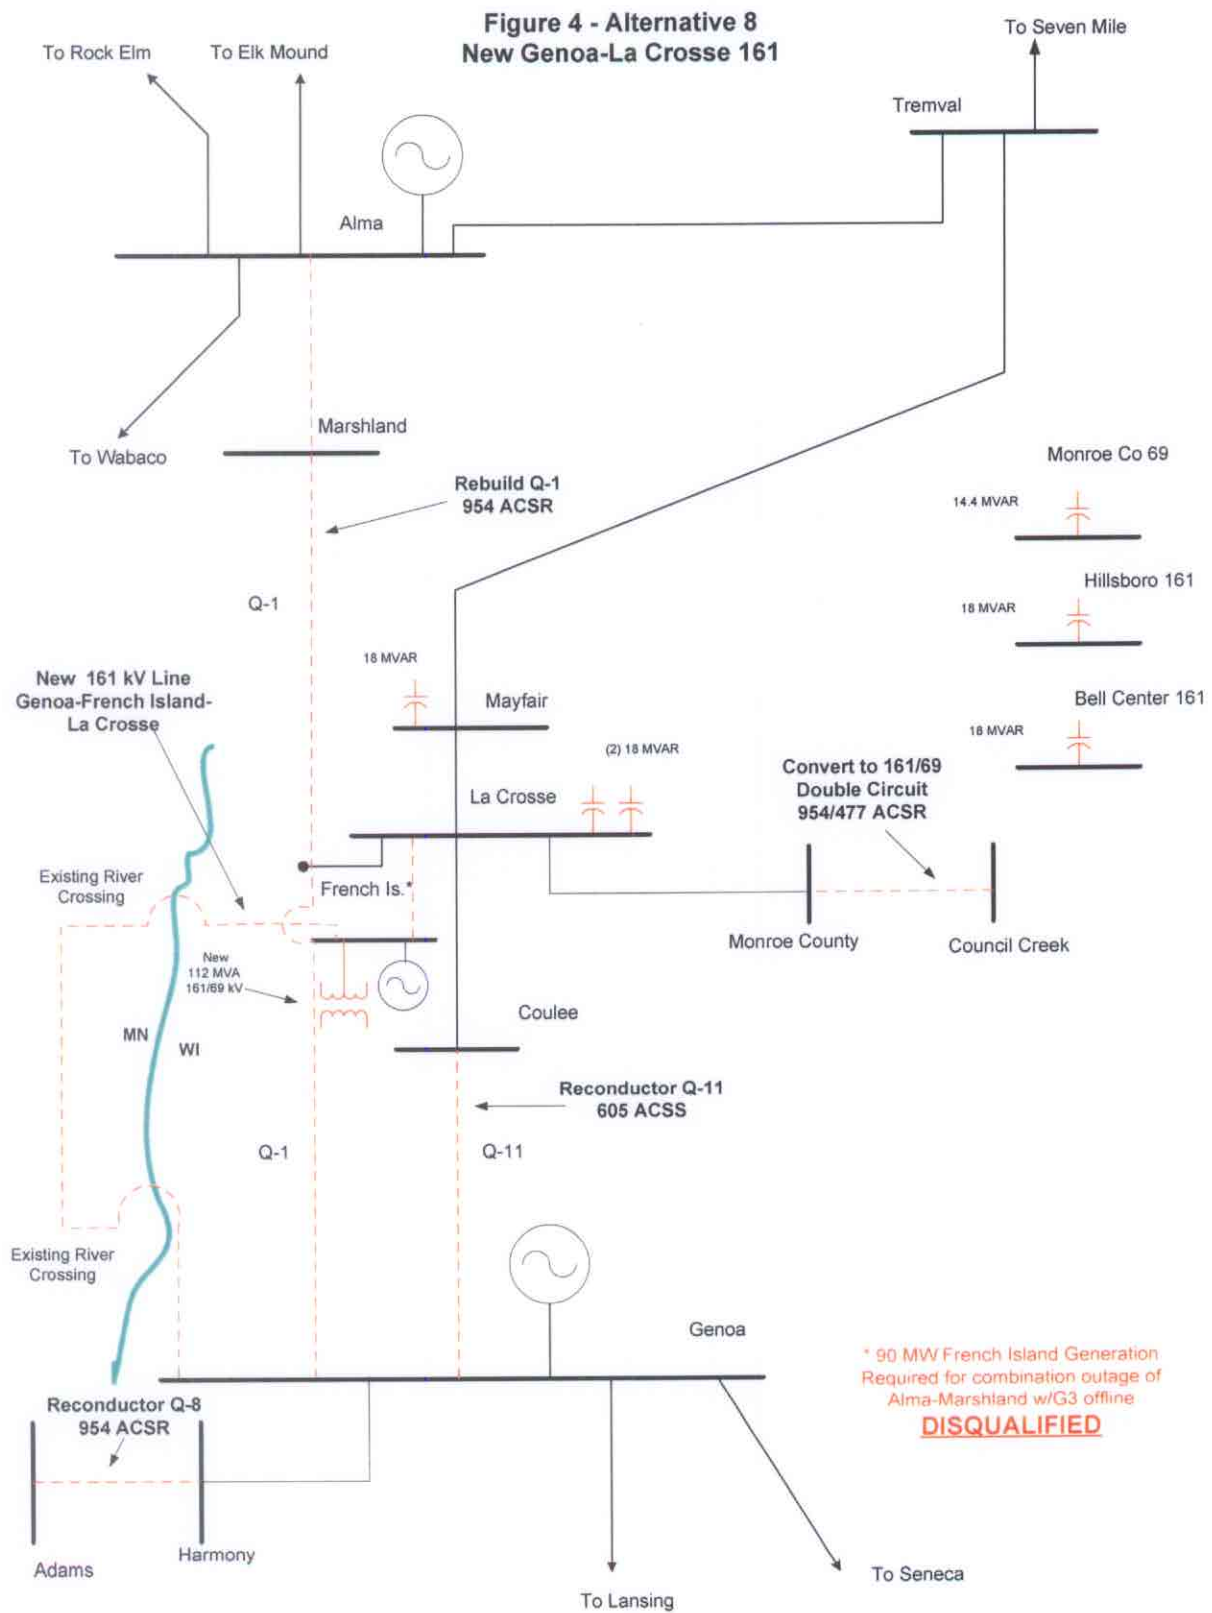 Figure 4 - Alternative 8
New Genoa-La Crosse 161
To Rock Elm
To Elk Mound
To Seven Mile
Tremval
Alma
Marshland
To Wabaco
Rebuild Q-1
954 ACSR
Monroe Co 69
14.4 MVAR
Hillsboro 161
18 MVAR
Bell Center 161
18 MVAR
Q-1
18 MVAR
Mayfair
New 161 kV Line
Genoa-French Island-
La Crosse
(2) 18 MVAR
La Crosse
Convert to 161/69
Double Circuit
954/477 ACSR
Existing River
Crossing
French Is.*
Monroe County
Council Creek
New
112 MVA
161/69 kV
MN
WI
Coulee
Reconductor Q-11
605 ACSS
Q-1
Q-11
Existing River
Crossing
Genoa
* 90 MW French Island Generation
Required for combination outage of
Alma-Marshland w/G3 offline
DISQUALIFIED
Reconductor Q-8
954 ACSR
Adams
Harmony
To Lansing
To Seneca